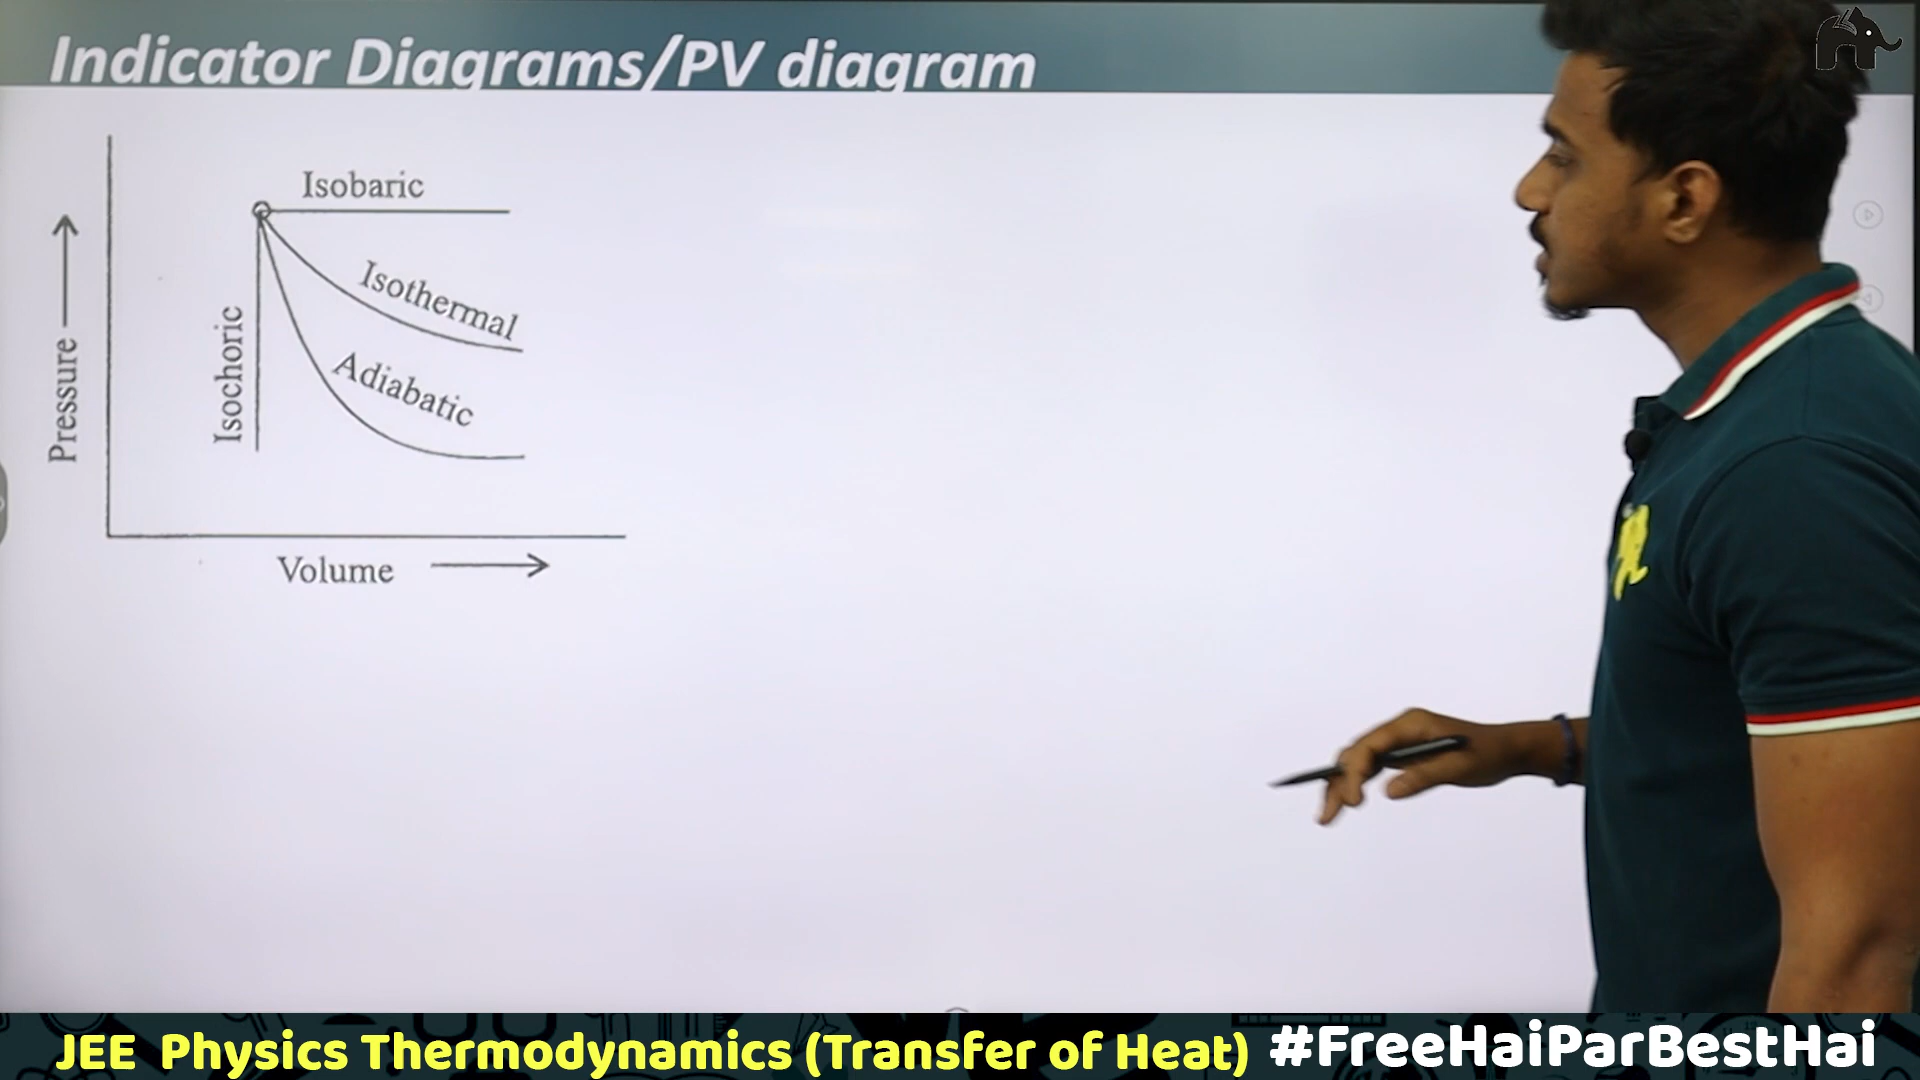 Indicator Diagrams/PV diagram
Isobaric
Isothermal
Adiabatic
Isochoric
Pressure
Volume
JEE Physics Thermodynamics (Transfer of Heat) #FreeHaiParBestHai